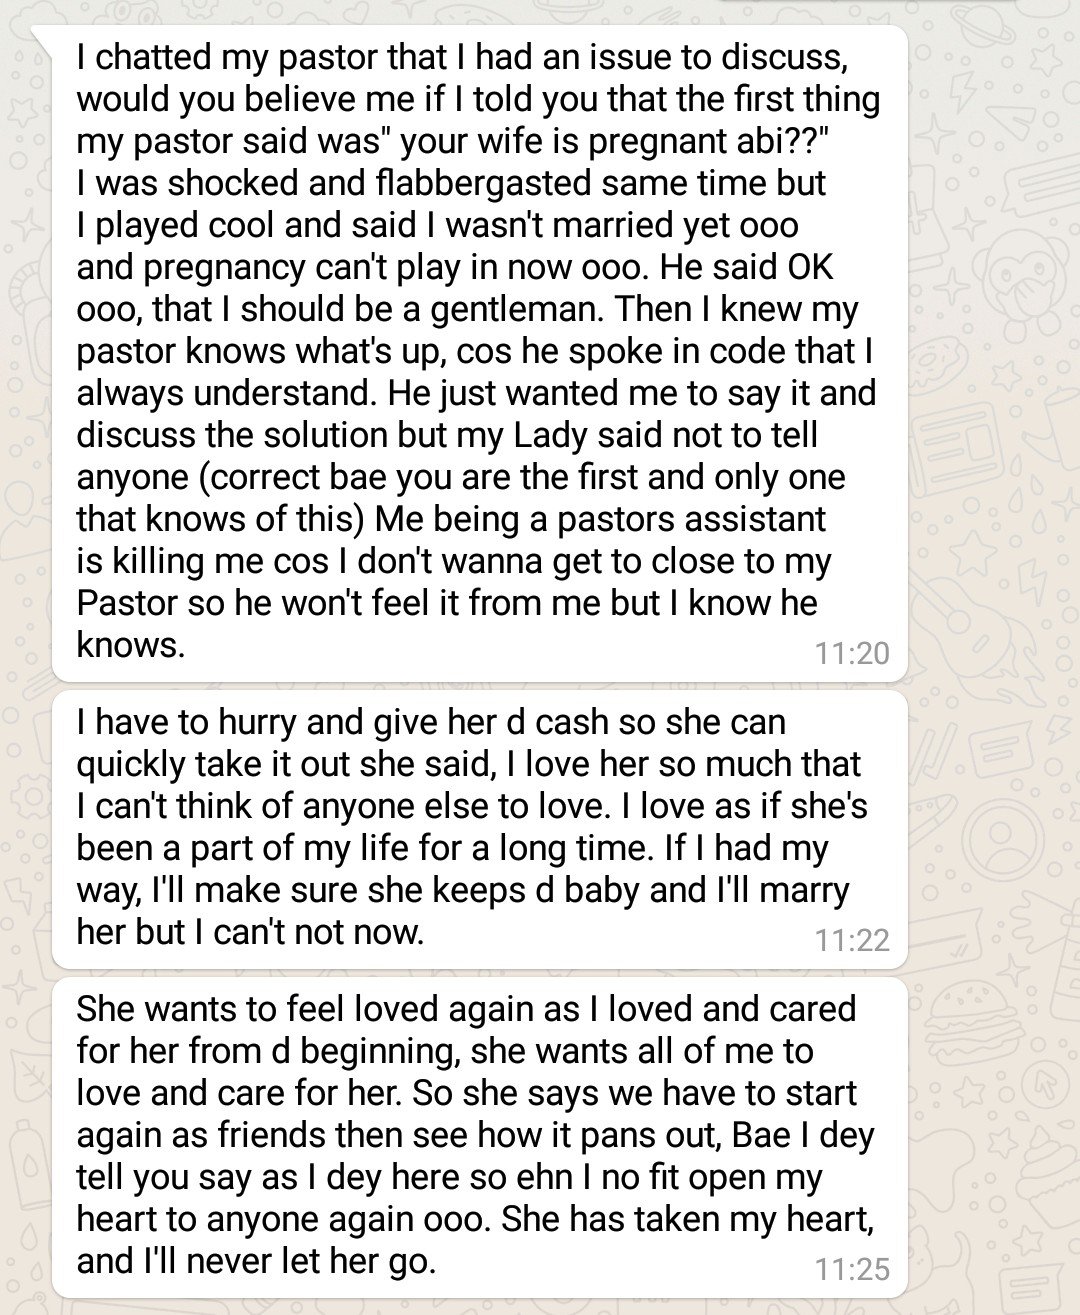 I chatted my pastor that I had an issue to discuss,
would you believe me if I told you that the first thing
my pastor said was" your wife is pregnant abi??"
I was shocked and flabbergasted same time but
I played cool and said I wasn't married yet ooo
and pregnancy can't play in now ooo. He said OK
ooo, that I should be a gentleman. Then I knew my
pastor knows what's up, cos he spoke in code that I
always understand. He just wanted me to say it and
discuss the solution but my Lady said not to tell
anyone (correct bae you are the first and only one
that knows of this) Me being a pastors assistant
is killing me cos I don't wanna get to close to my
Pastor so he won't feel it from me but I know he
knows.
11:20
I have to hurry and give her d cash so she can
quickly take it out she said, I love her so much that
I can't think of anyone else to love. I love as if she's
been a part of my life for a long time. If I had my
way, I'll make sure she keeps d baby and I'll marry
her but I can't not now.
11:22
She wants to feel loved again as I loved and cared
for her from d beginning, she wants all of me to
love and care for her. So she says we have to start
again as friends then see how it pans out, Bae I dey
tell you say as I dey here so ehn I no fit open my
heart to anyone again ooo. She has taken my heart,
and I'll never let her go.
11:25